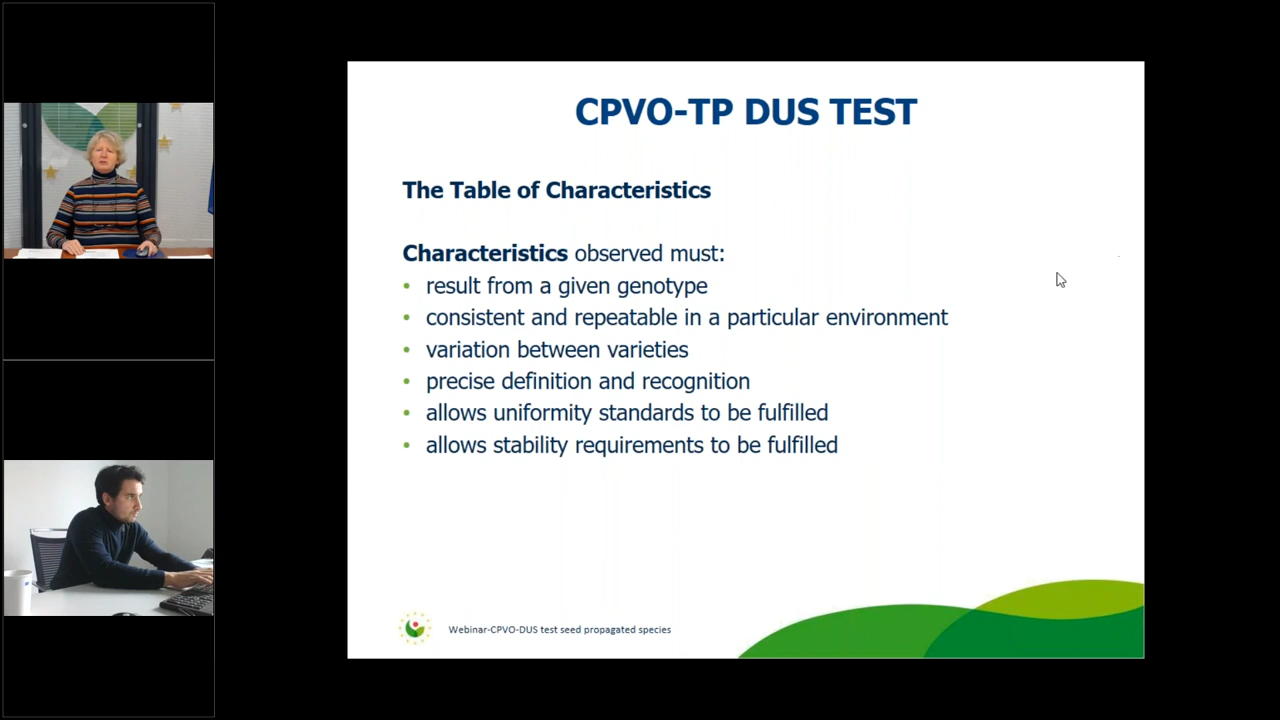 CPVO-TP DUS TEST
The Table of Characteristics
Characteristics observed must:
• result from a given genotype
• consistent and repeatable in a particular environment
• variation between varieties
• precise definition and recognition
• allows uniformity standards to be fulfilled
• allows stability requirements to be fulfilled
Webinar-CPVO-DUS test seed propagated species